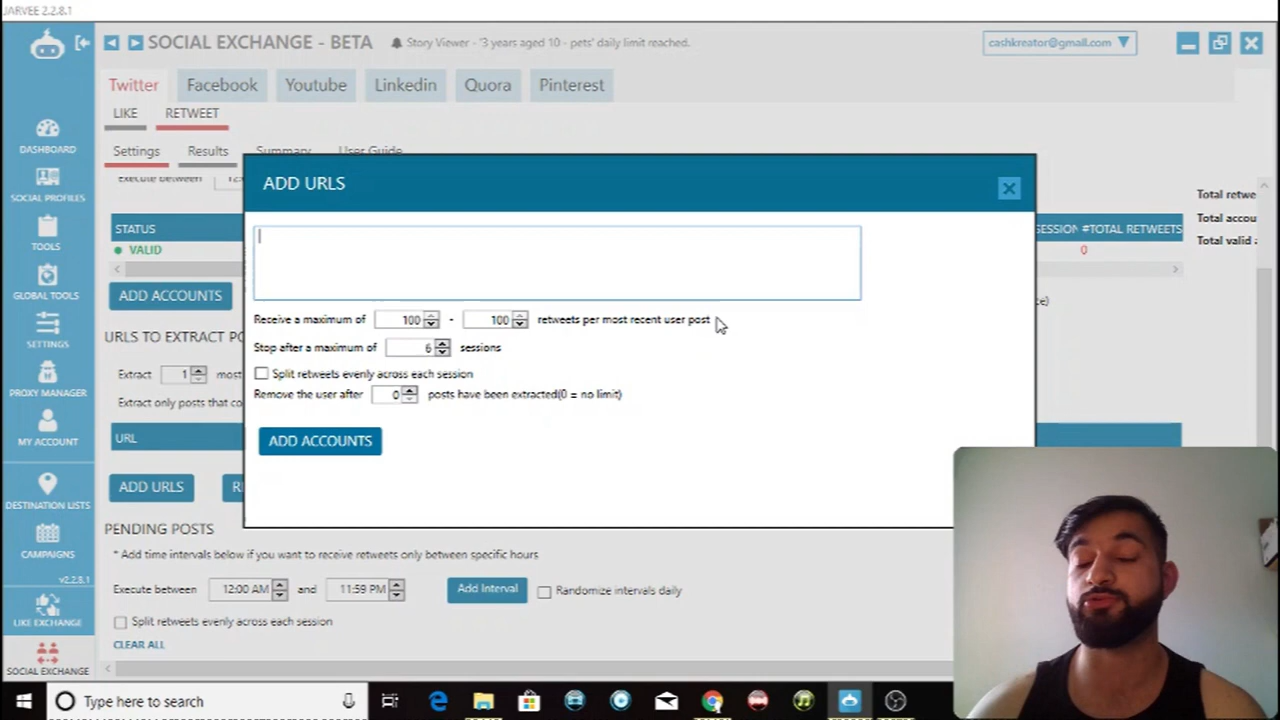 JARVEE 2.2.8.1
SOCIAL EXCHANGE - BETA
Story Viewer - '3 years aged 10 - pets' daily limit reached.
cashkreator@gmail.com
Twitter Facebook Youtube Linkedin Quora Pinterest
LIKE RETWEET
Settings Results Summary User Guide
DASHBOARD
SOCIAL PROFILES
TOOLS
GLOBAL TOOLS
SETTINGS
PROXY MANAGER
MY ACCOUNT
DESTINATION LISTS
CAMPAIGNS
v2.2.8.1
LIKE EXCHANGE
SOCIAL EXCHANGE
Execute between 12:
Total retwe
Total accou
Total valid a
STATUS
SESSION #TOTAL RETWEETS
VALID
0
ADD ACCOUNTS
URLS TO EXTRACT PO
Extract 1 most
Extract only posts that co
URL
ADD URLS
ADD URLS
Receive a maximum of 100 - 100 retweets per most recent user post
Stop after a maximum of 6 sessions
Split retweets evenly across each session
Remove the user after 0 posts have been extracted(0 = no limit)
ADD ACCOUNTS
PENDING POSTS
* Add time intervals below if you want to receive retweets only between specific hours
Execute between 12:00 AM and 11:59 PM Add Interval Randomize intervals daily
Split retweets evenly across each session
CLEAR ALL
Type here to search